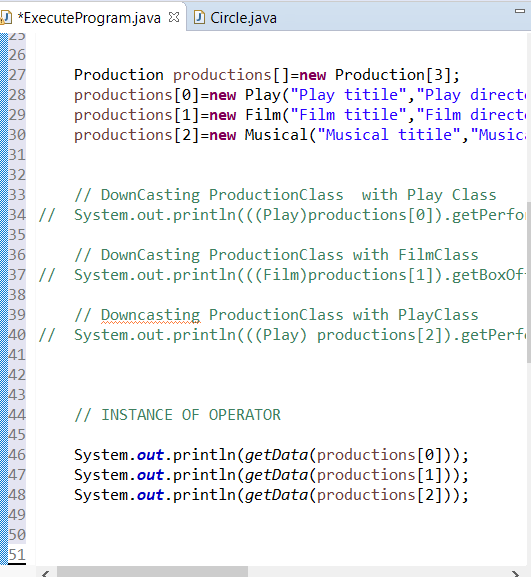 *ExecuteProgram.java Circle.java
25
26
27 Production productions[]=new Production[3];
28 productions[0]=new Play("Play titile","Play directo
29 productions[1]=new Film("Film titile","Film directo
30 productions[2]=new Musical("Musical titile","Musica
31
32
33 // DownCasting ProductionClass  with Play Class
34 //  System.out.println(((Play)productions[0]).getPerfo
35
36 // DownCasting ProductionClass with FilmClass
37 //  System.out.println(((Film)productions[1]).getBoxOf
38
39 // Downcasting ProductionClass with PlayClass
40 //  System.out.println(((Play) productions[2]).getPerf
41
42
43
44 // INSTANCE OF OPERATOR
45
46 System.out.println(getData(productions[0]));
47 System.out.println(getData(productions[1]));
48 System.out.println(getData(productions[2]));
49
50
51